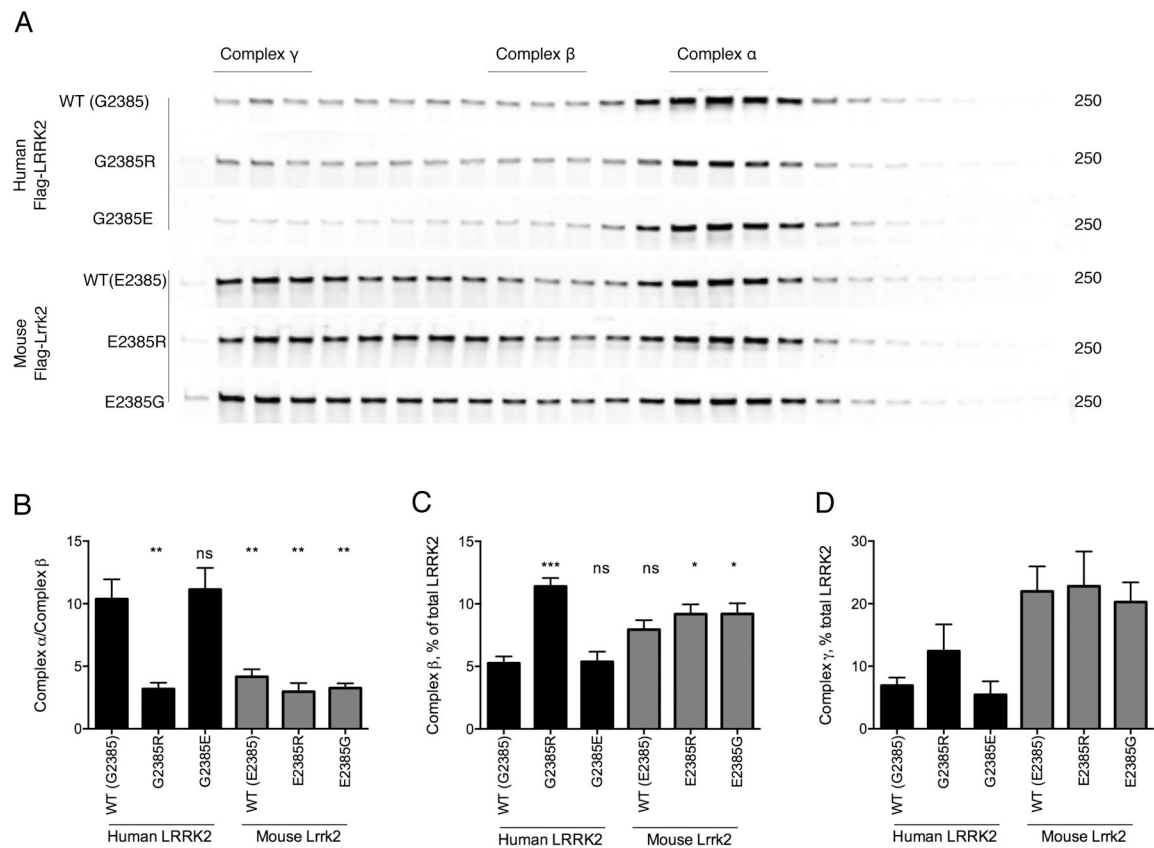 A
Complex γ Complex β Complex α
Human
Flag-LRRK2
WT (G2385) 250
G2385R 250
G2385E 250
Mouse
Flag-Lrrk2
WT(E2385) 250
E2385R 250
E2385G 250
B
Complex α/Complex β
15
10
5
0
** ns ** ** **
WT (G2385)
G2385R
G2385E
WT (E2385)
E2385R
E2385G
Human LRRK2 Mouse Lrrk2
C
Complex β, % of total LRRK2
15
10
5
0
*** ns ns * *
WT (G2385)
G2385R
G2385E
WT (E2385)
E2385R
E2385G
Human LRRK2 Mouse Lrrk2
D
Complex γ, % total LRRK2
30
20
10
0
WT (G2385)
G2385R
G2385E
WT (E2385)
E2385R
E2385G
Human LRRK2 Mouse Lrrk2